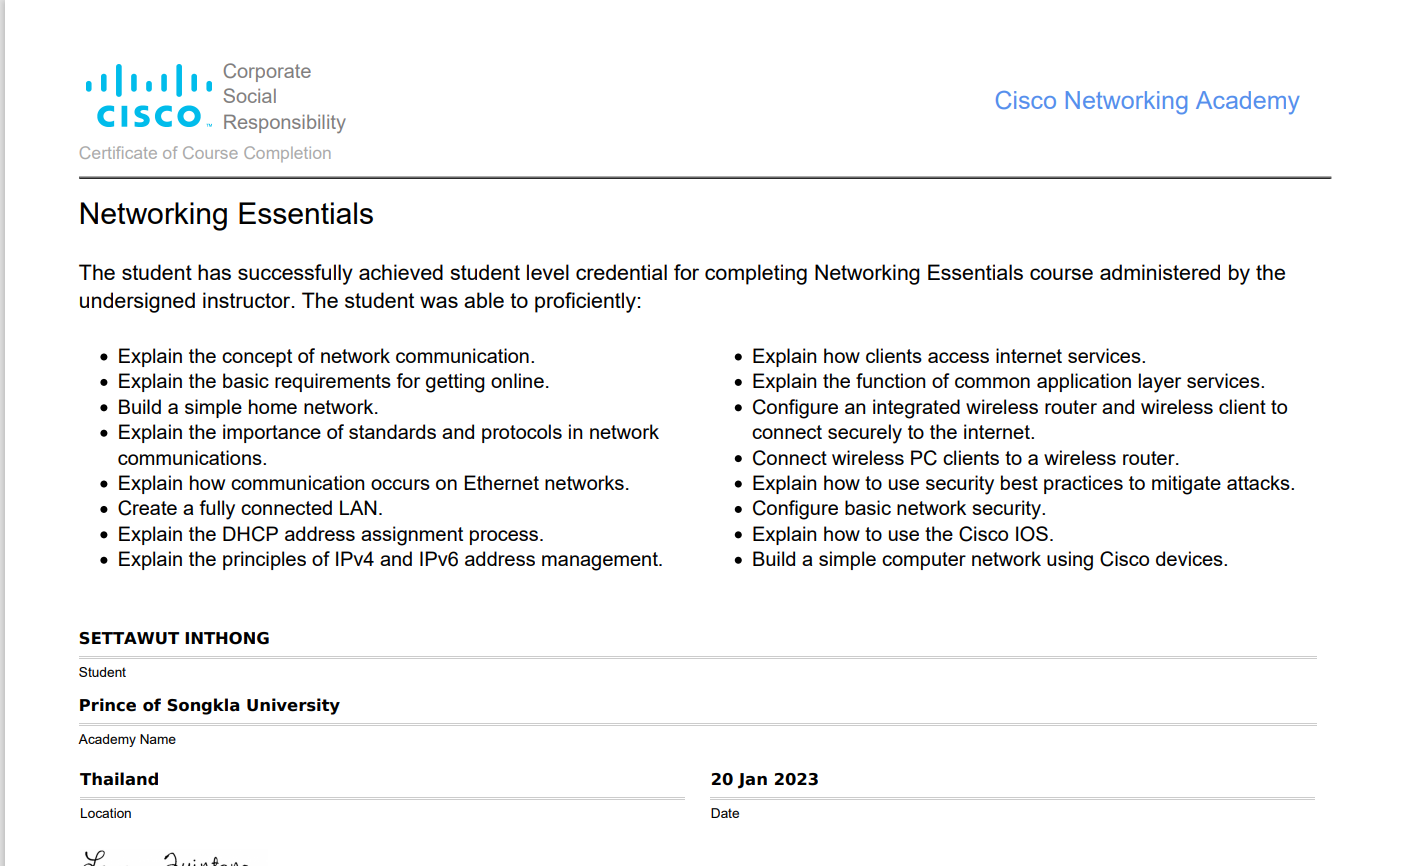 CISCO
Corporate
Social
Responsibility
Certificate of Course Completion
Cisco Networking Academy
Networking Essentials
The student has successfully achieved student level credential for completing Networking Essentials course administered by the
undersigned instructor. The student was able to proficiently:
• Explain the concept of network communication.
• Explain the basic requirements for getting online.
• Build a simple home network.
• Explain the importance of standards and protocols in network
communications.
• Explain how communication occurs on Ethernet networks.
• Create a fully connected LAN.
• Explain the DHCP address assignment process.
• Explain the principles of IPv4 and IPv6 address management.
• Explain how clients access internet services.
• Explain the function of common application layer services.
• Configure an integrated wireless router and wireless client to
connect securely to the internet.
• Connect wireless PC clients to a wireless router.
• Explain how to use security best practices to mitigate attacks.
• Configure basic network security.
• Explain how to use the Cisco IOS.
• Build a simple computer network using Cisco devices.
SETTAWUT INTHONG
Student
Prince of Songkla University
Academy Name
Thailand
Location
20 Jan 2023
Date